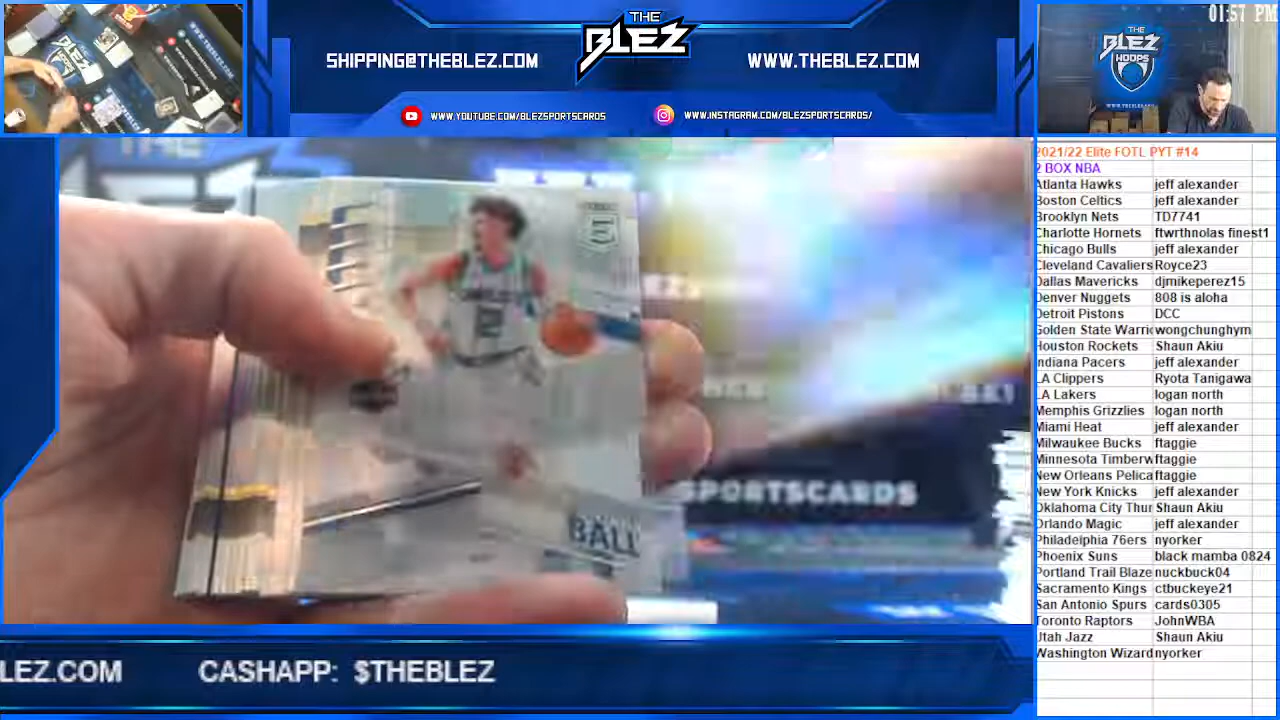 01:57 PM
THE
BLEZ
SHIPPING@THEBLEZ.COM
WWW.THEBLEZ.COM
WWW.YOUTUBE.COM/BLEZSPORTSCARDS
WWW.INSTAGRAM.COM/BLEZSPORTSCARDS/
THE
BLEZ
HOOPS
2021/22 Elite FOTL PYT #14
2 BOX NBA
Atlanta Hawks jeff alexander
Boston Celtics jeff alexander
Brooklyn Nets TD7741
Charlotte Hornets ftwrthnolas finest1
Chicago Bulls jeff alexander
Cleveland Cavaliers Royce23
Dallas Mavericks djmikeperez15
Denver Nuggets 808 is aloha
Detroit Pistons DCC
Golden State Warri wongchunghym
Houston Rockets Shaun Akiu
Indiana Pacers jeff alexander
LA Clippers Ryota Tanigawa
LA Lakers logan north
Memphis Grizzlies logan north
Miami Heat jeff alexander
Milwaukee Bucks ftaggie
Minnesota Timberw ftaggie
New Orleans Pelica ftaggie
New York Knicks jeff alexander
Oklahoma City Thur Shaun Akiu
Orlando Magic jeff alexander
Philadelphia 76ers nyorker
Phoenix Suns black mamba 0824
Portland Trail Blaze nuckbuck04
Sacramento Kings ctbuckeye21
San Antonio Spurs cards0305
Toronto Raptors JohnWBA
Utah Jazz Shaun Akiu
Washington Wizard nyorker
THE
SPORTSCARDS
BALL
LEZ.COM CASHAPP: $THEBLEZ